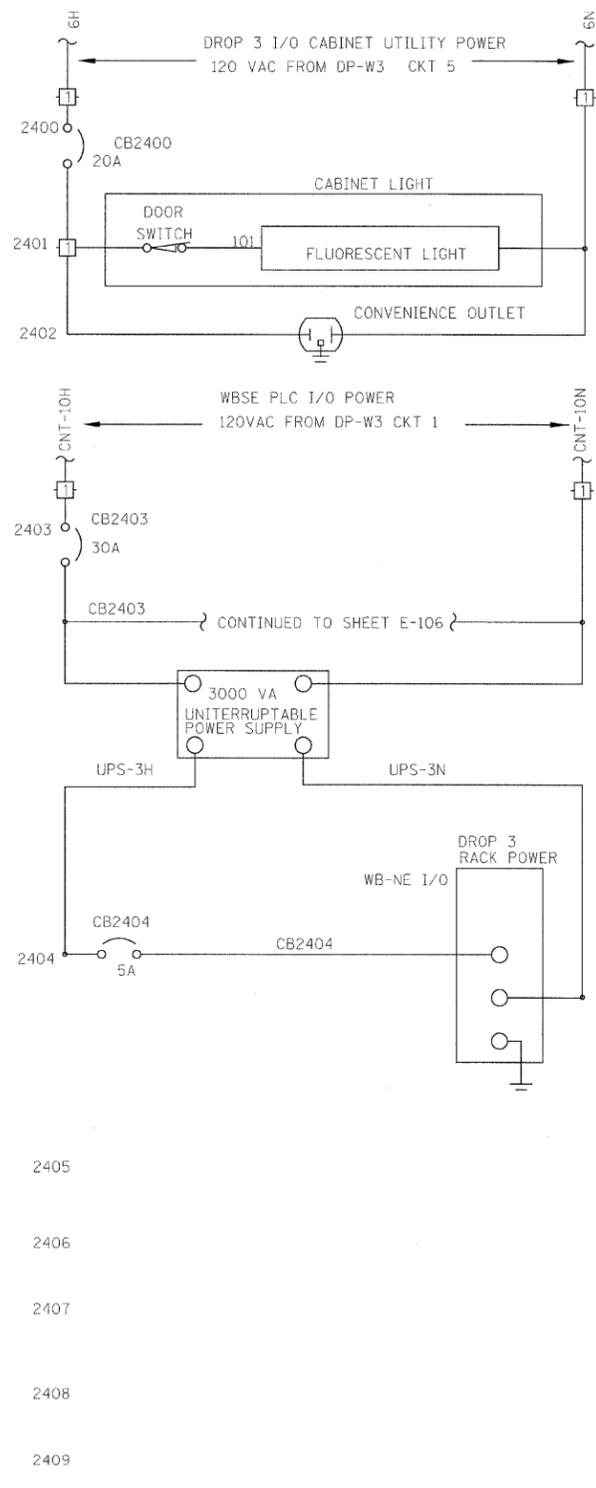 6H
6N
DROP 3 I/O CABINET UTILITY POWER
120 VAC FROM DP-W3 CKT 5
1
1
2400
CB2400
20A
CABINET LIGHT
DOOR
SWITCH
2401
1
101
FLUORESCENT LIGHT
CONVENIENCE OUTLET
2402
CNT-10H
CNT-10N
WBSE PLC I/O POWER
120VAC FROM DP-W3 CKT 1
1
1
2403
CB2403
30A
CB2403
CONTINUED TO SHEET E-106
3000 VA
UNITERRUPTABLE
POWER SUPPLY
UPS-3H
UPS-3N
DROP 3
RACK POWER
WB-NE I/O
CB2404
2404
5A
CB2404
2405
2406
2407
2408
2409